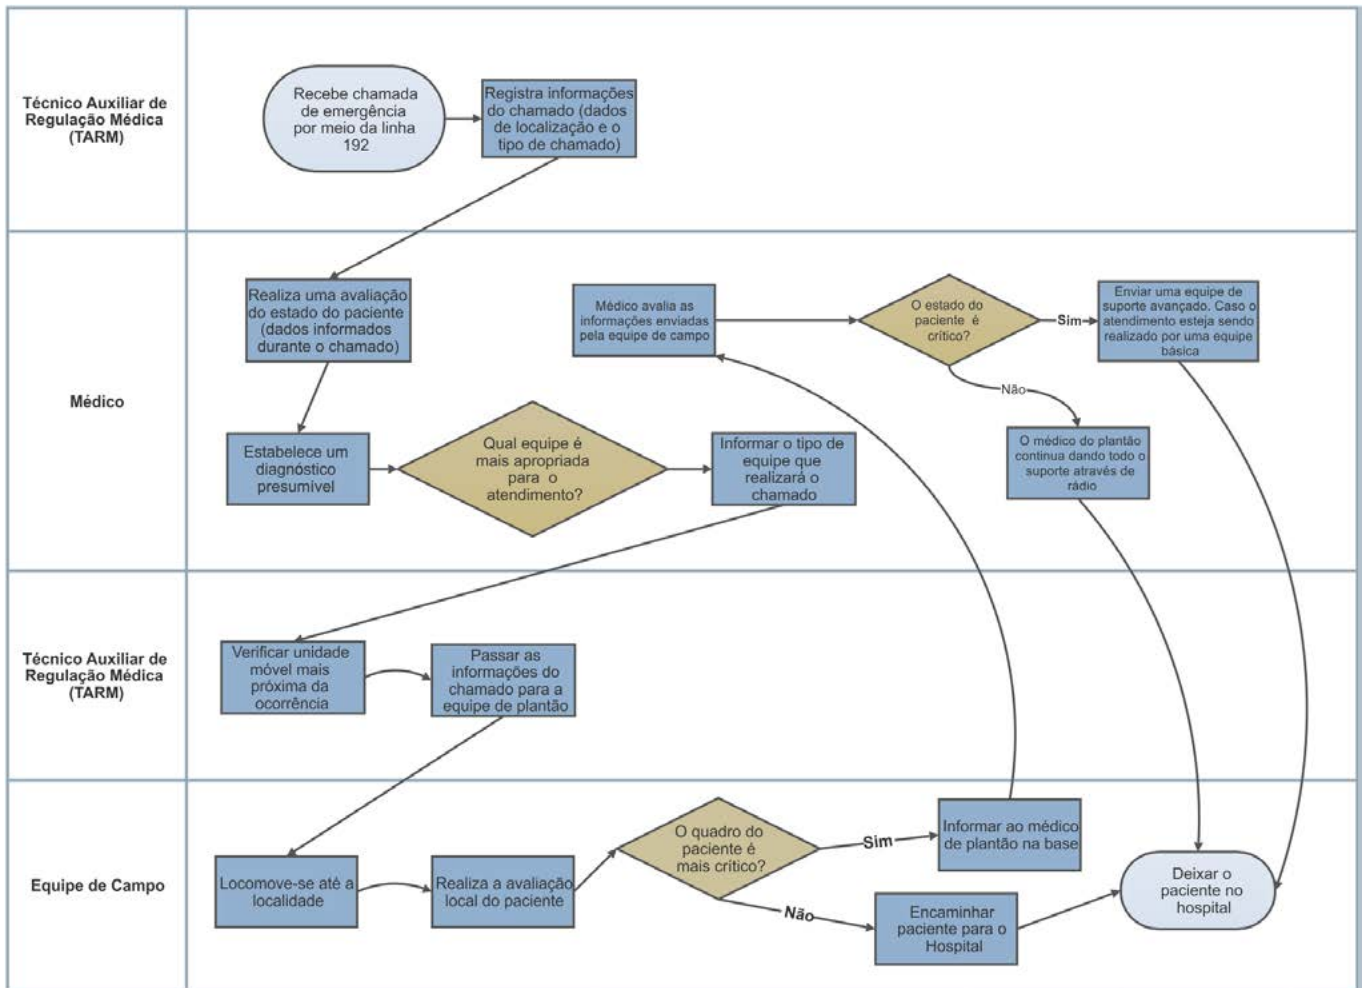 Técnico Auxiliar de
Regulação Médica
(TARM)
Recebe chamada
de emergência
por meio da linha
192
Registra informações
do chamado (dados
de localização e o
tipo de chamado)
Médico
Realiza uma avaliação
do estado do paciente
(dados informados
durante o chamado)
Médico avalia as
informações enviadas
pela equipe de campo
O estado do
paciente é
crítico?
Sim
Enviar uma equipe de
suporte avançado. Caso o
atendimento esteja sendo
realizado por uma equipe
básica
Não
Estabelece um
diagnóstico
presumível
Qual equipe é
mais apropriada
para o
atendimento?
Informar o tipo de
equipe que
realizará o
chamado
O médico do plantão
continua dando todo o
suporte através de
rádio
Técnico Auxiliar de
Regulação Médica
(TARM)
Verificar unidade
móvel mais
próxima da
ocorrência
Passar as
informações do
chamado para a
equipe de plantão
Equipe de Campo
Locomove-se até a
localidade
Realiza a avaliação
local do paciente
O quadro do
paciente é
mais crítico?
Sim
Informar ao médico
de plantão na base
Não
Encaminhar
paciente para o
Hospital
Deixar o
paciente no
hospital